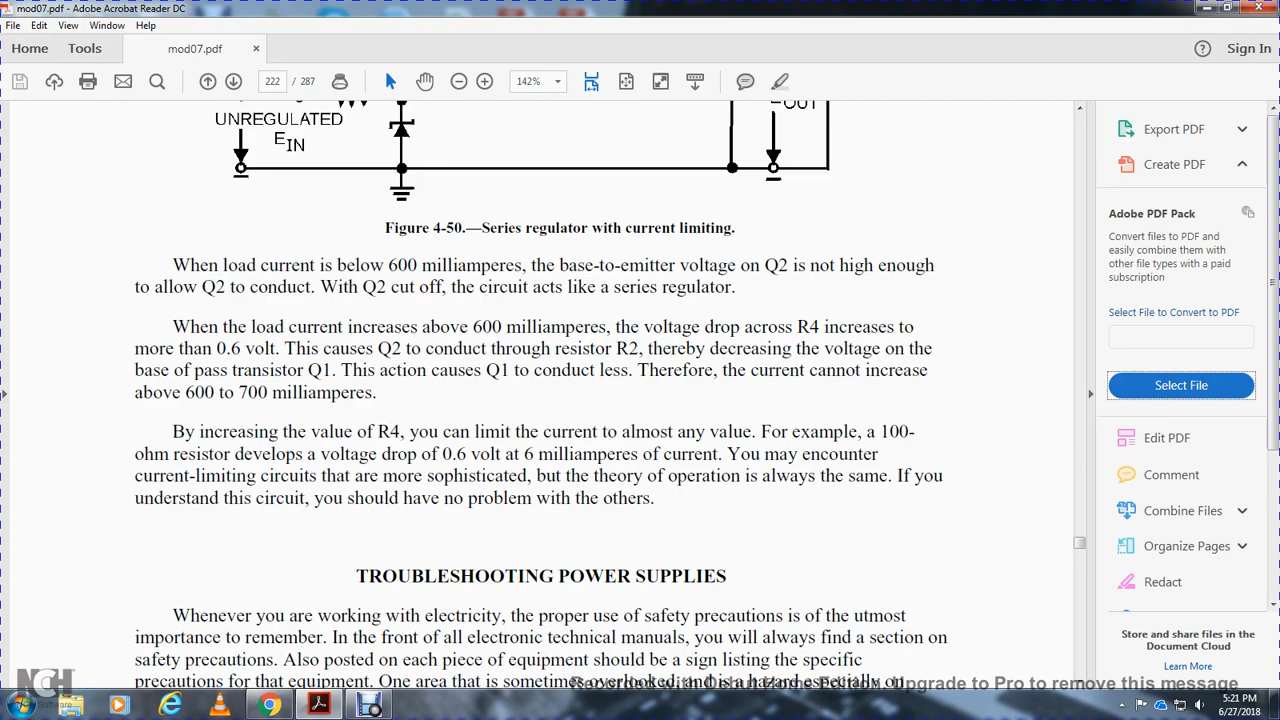 mod07.pdf - Adobe Acrobat Reader DC
File Edit View Window Help
Home Tools mod07.pdf × ? Sign In
222 / 287 142%
OUT
UNREGULATED
EIN
Figure 4-50.—Series regulator with current limiting.
When load current is below 600 milliamperes, the base-to-emitter voltage on Q2 is not high enough
to allow Q2 to conduct. With Q2 cut off, the circuit acts like a series regulator.
When the load current increases above 600 milliamperes, the voltage drop across R4 increases to
more than 0.6 volt. This causes Q2 to conduct through resistor R2, thereby decreasing the voltage on the
base of pass transistor Q1. This action causes Q1 to conduct less. Therefore, the current cannot increase
above 600 to 700 milliamperes.
By increasing the value of R4, you can limit the current to almost any value. For example, a 100-
ohm resistor develops a voltage drop of 0.6 volt at 6 milliamperes of current. You may encounter
current-limiting circuits that are more sophisticated, but the theory of operation is always the same. If you
understand this circuit, you should have no problem with the others.
TROUBLESHOOTING POWER SUPPLIES
Whenever you are working with electricity, the proper use of safety precautions is of the utmost
importance to remember. In the front of all electronic technical manuals, you will always find a section on
safety precautions. Also posted on each piece of equipment should be a sign listing the specific
precautions for that equipment. One area that is sometimes overlooked, and is a hazard especially on
Export PDF
Create PDF
Adobe PDF Pack
Convert files to PDF and
easily combine them with
other file types with a paid
subscription
Select File to Convert to PDF
Select File
Edit PDF
Comment
Combine Files
Organize Pages
Redact
Store and share files in the
Document Cloud
Learn More
NCH
Software
Upgrade to Pro to remove this message
5:21 PM
6/27/2018